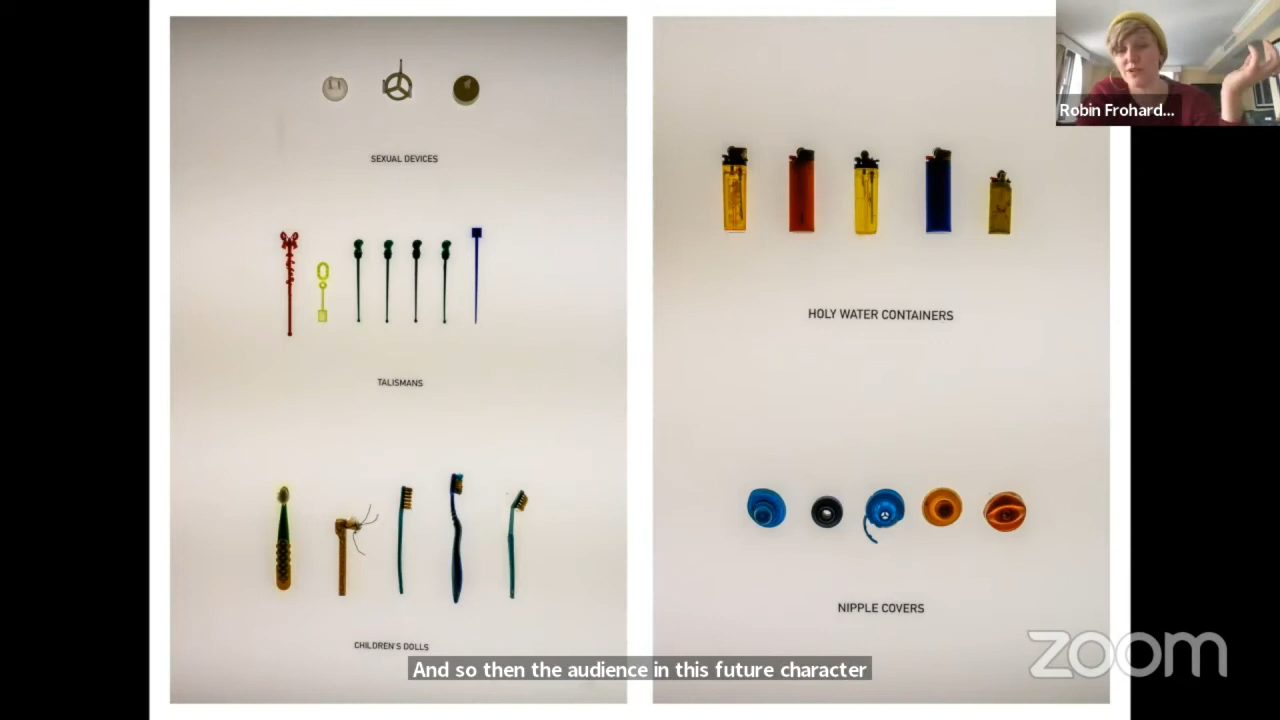 Robin Frohard...
SEXUAL DEVICES
TALISMANS
CHILDREN'S DOLLS
HOLY WATER CONTAINERS
NIPPLE COVERS
And so then the audience in this future character
zoom